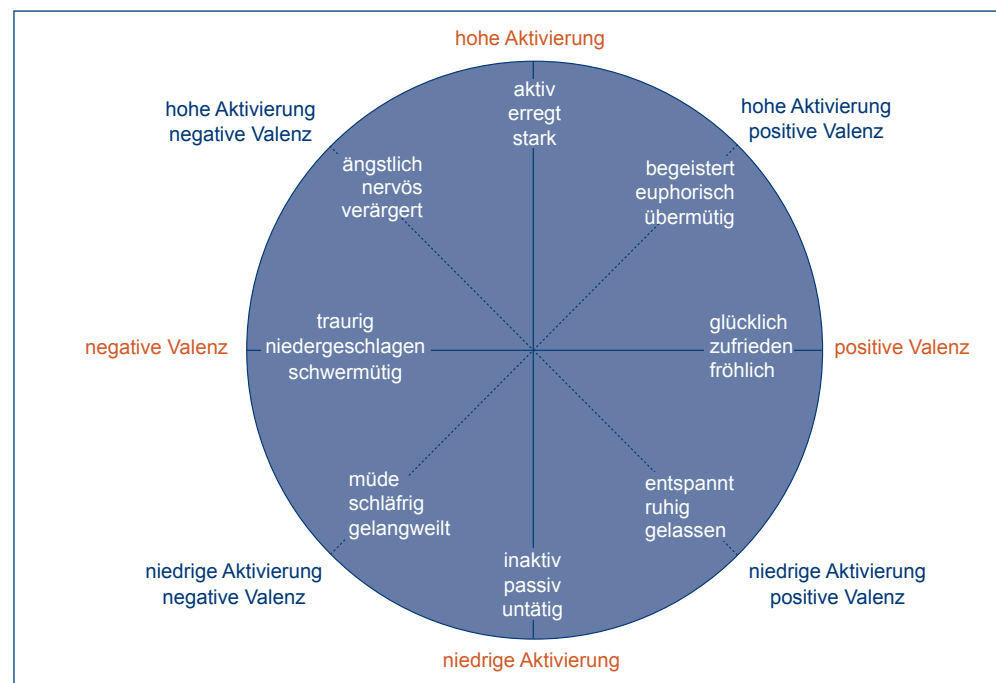 hohe Aktivierung
aktiv
erregt
stark
hohe Aktivierung
negative Valenz
hohe Aktivierung
positive Valenz
ängstlich
nervös
verärgert
begeistert
euphorisch
übermütig
negative Valenz
traurig
niedergeschlagen
schwermütig
glücklich
zufrieden
fröhlich
positive Valenz
müde
schläfrig
gelangweilt
entspannt
ruhig
gelassen
inaktiv
passiv
untätig
niedrige Aktivierung
negative Valenz
niedrige Aktivierung
positive Valenz
niedrige Aktivierung